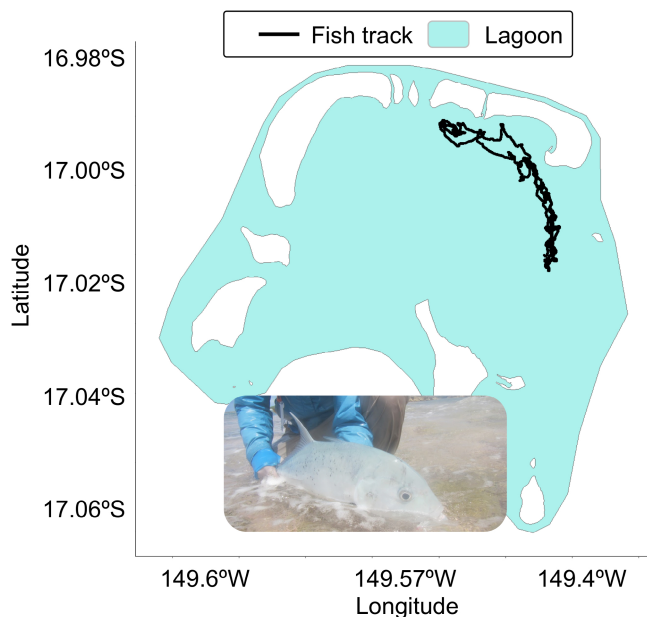 Fish track Lagoon
16.98ºS
17.00ºS
17.02ºS
17.04ºS
17.06ºS
Latitude
149.6ºW 149.57ºW 149.4ºW
Longitude